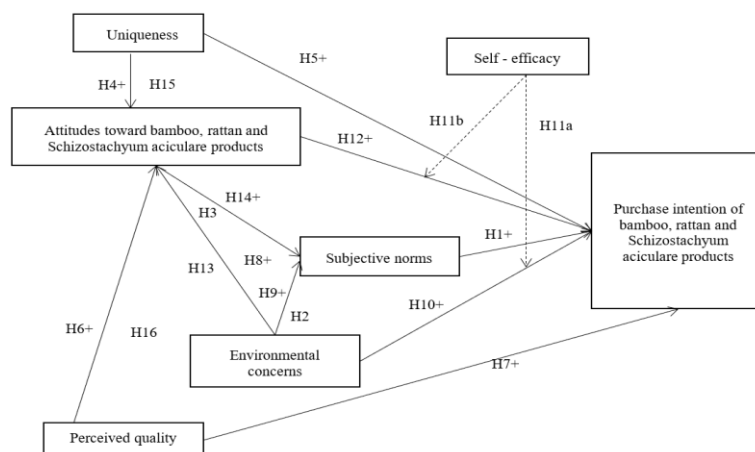 Uniqueness
H5+
Self - efficacy
H4+
H15
Attitudes toward bamboo, rattan and
Schizostachyum aciculare products
H11b
H11a
H12+
Purchase intention of
bamboo, rattan and
Schizostachyum
aciculare products
H14+
H3
H1+
H13
H8+
Subjective norms
H9+
H2
H10+
H6+
H16
Environmental
concerns
H7+
Perceived quality